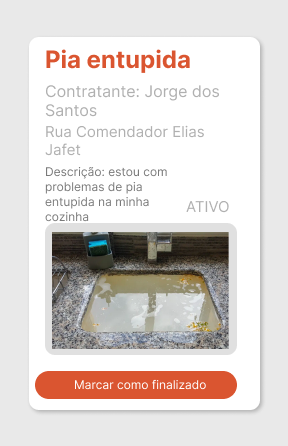 Pia entupida
Contratante: Jorge dos
Santos
Rua Comendador Elias
Jafet
Descrição: estou com
problemas de pia
entupida na minha
cozinha
ATIVO
Marcar como finalizado